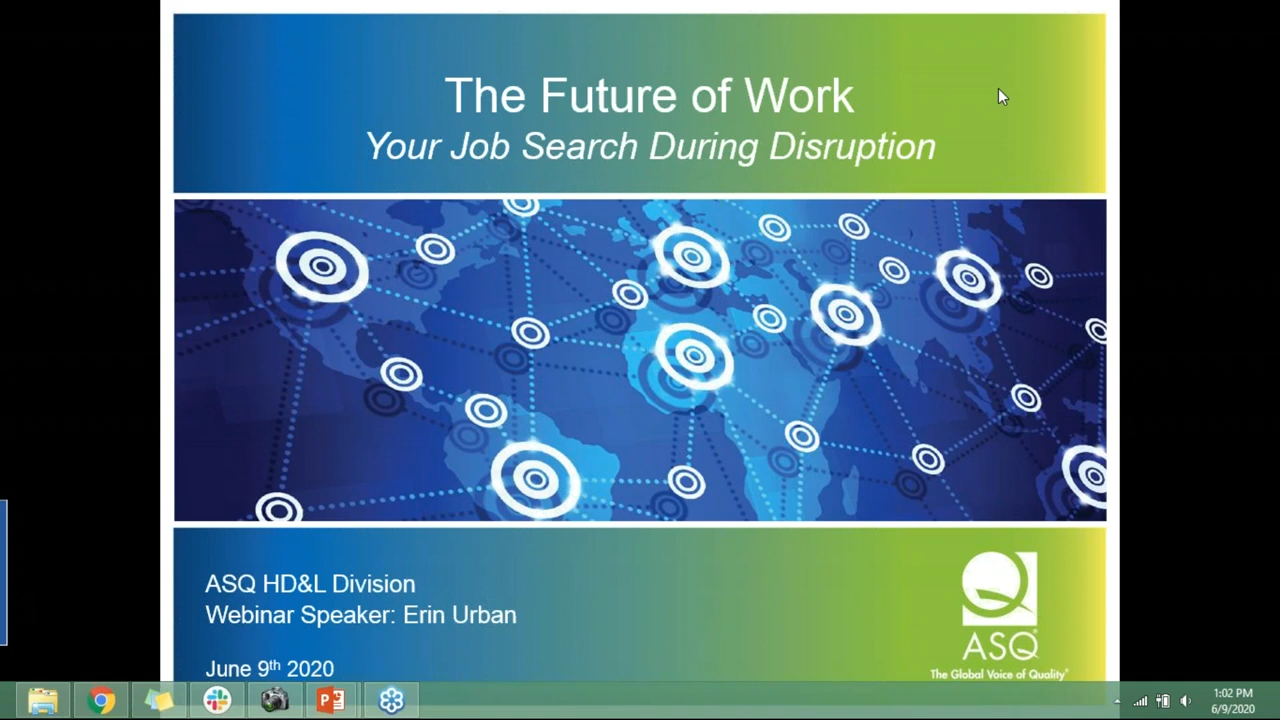 The Future of Work
Your Job Search During Disruption
ASQ HD&L Division
Webinar Speaker: Erin Urban
June 9th 2020
ASQ
The Global Voice of Quality®
1:02 PM
6/9/2020